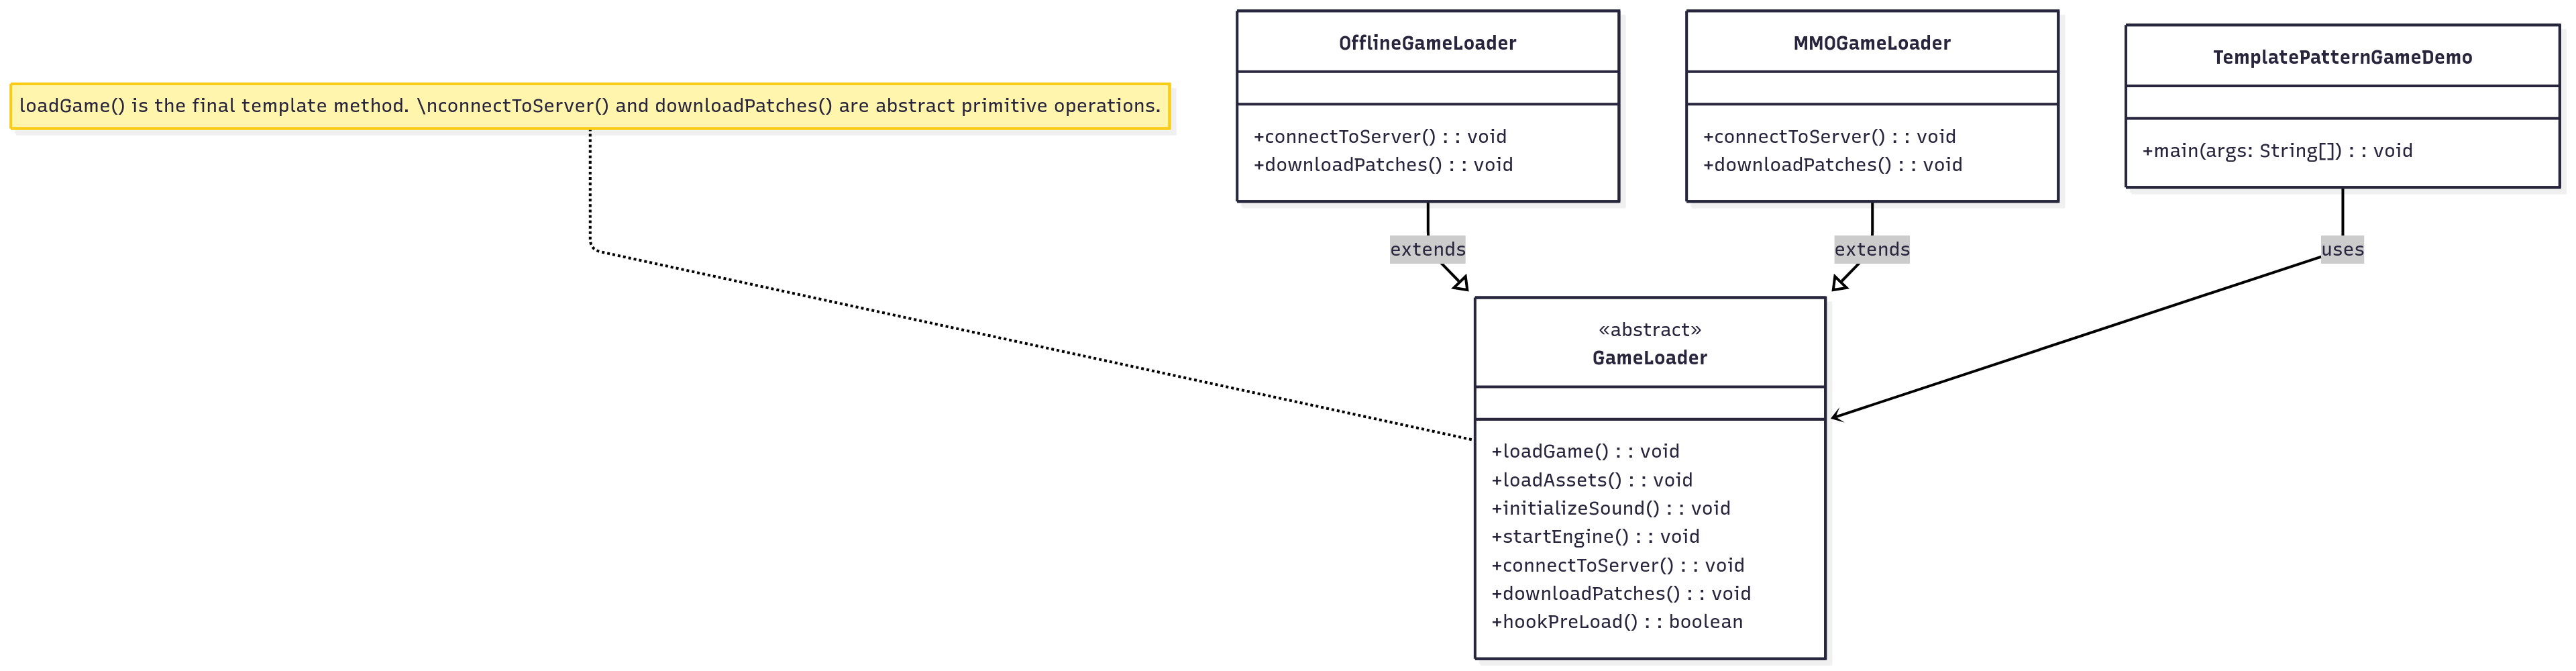 loadGame() is the final template method. \nconnectToServer() and downloadPatches() are abstract primitive operations.
OfflineGameLoader
+connectToServer() : : void
+downloadPatches() : : void
MMOGameLoader
+connectToServer() : : void
+downloadPatches() : : void
TemplatePatternGameDemo
+main(args: String[]) : : void
extends
extends
uses
«abstract»
GameLoader
+loadGame() : : void
+loadAssets() : : void
+initializeSound() : : void
+startEngine() : : void
+connectToServer() : : void
+downloadPatches() : : void
+hookPreLoad() : : boolean